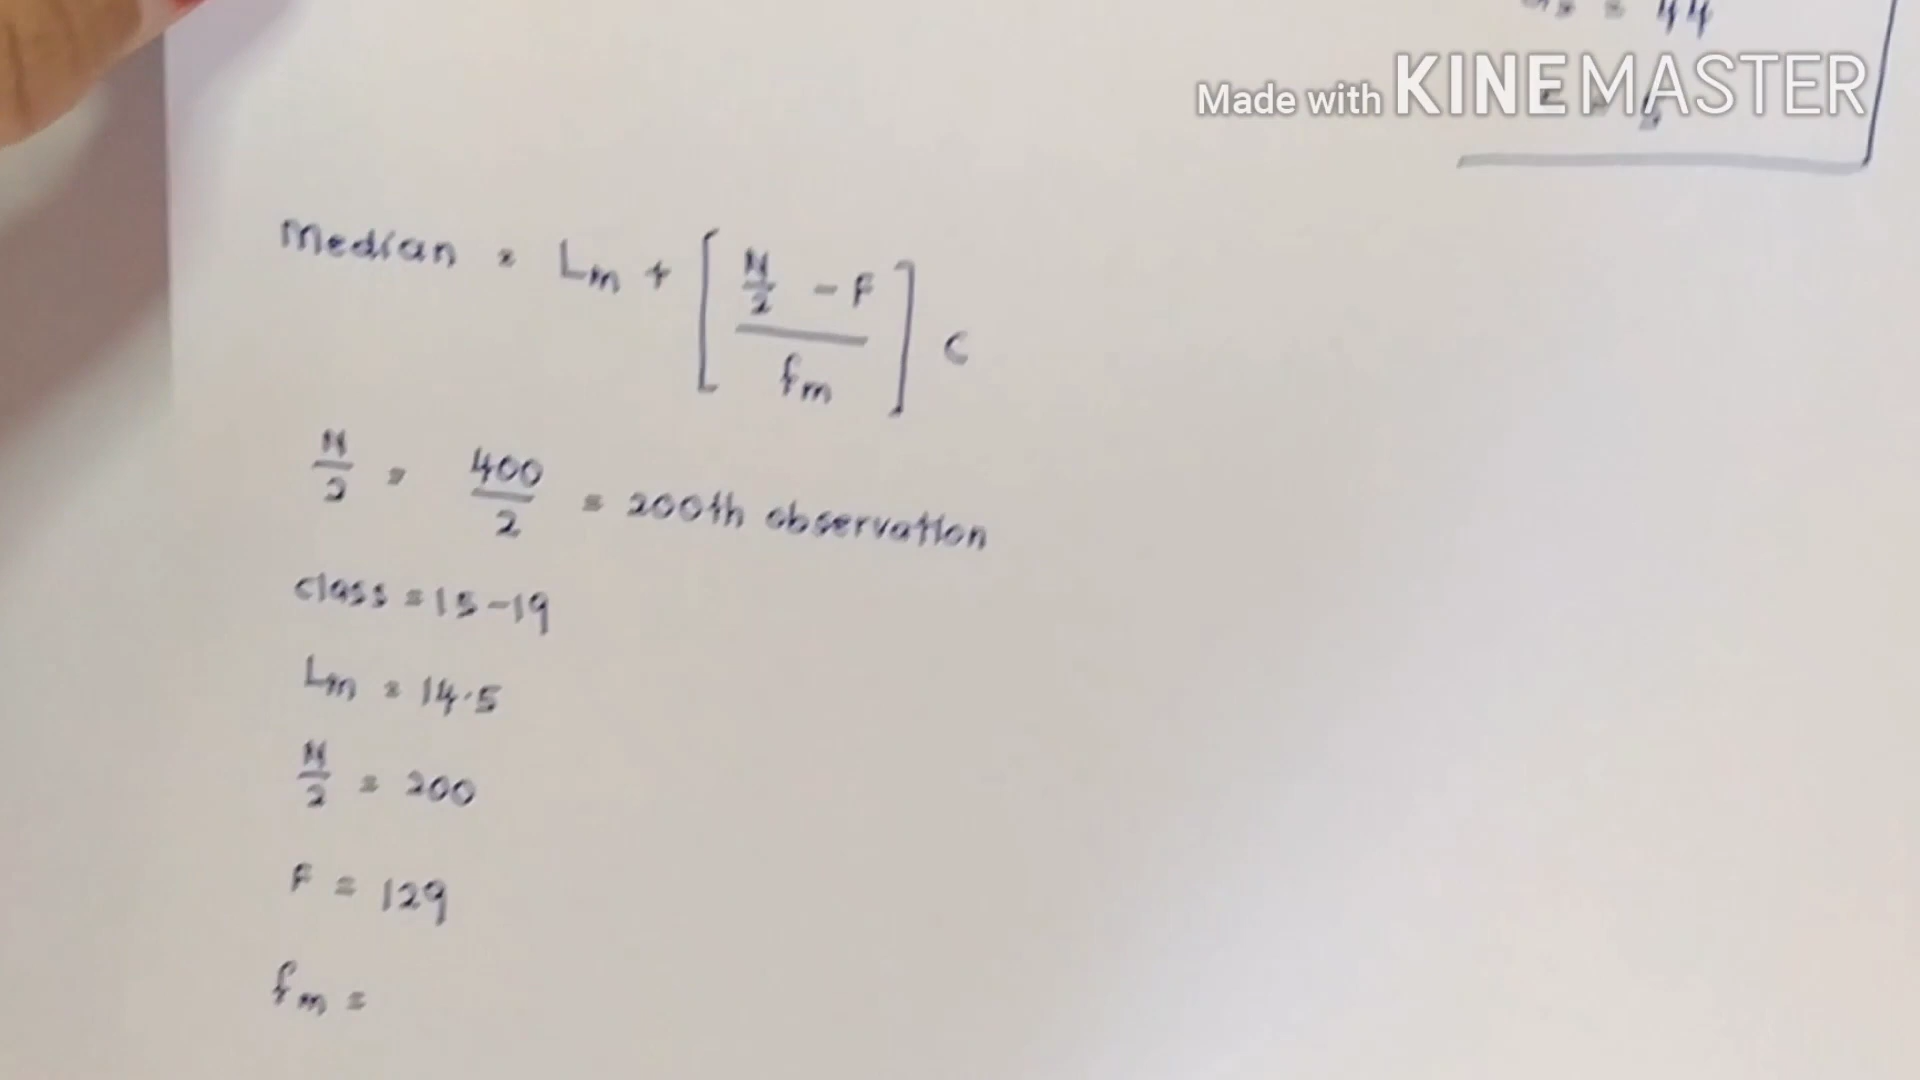 = 44
Made with KINEMASTER
Median = Lm + [ N/2 - F / fm ] c
N/2 = 400/2 = 200th observation
class = 15-19
Lm = 14.5
N/2 = 200
F = 129
fm =